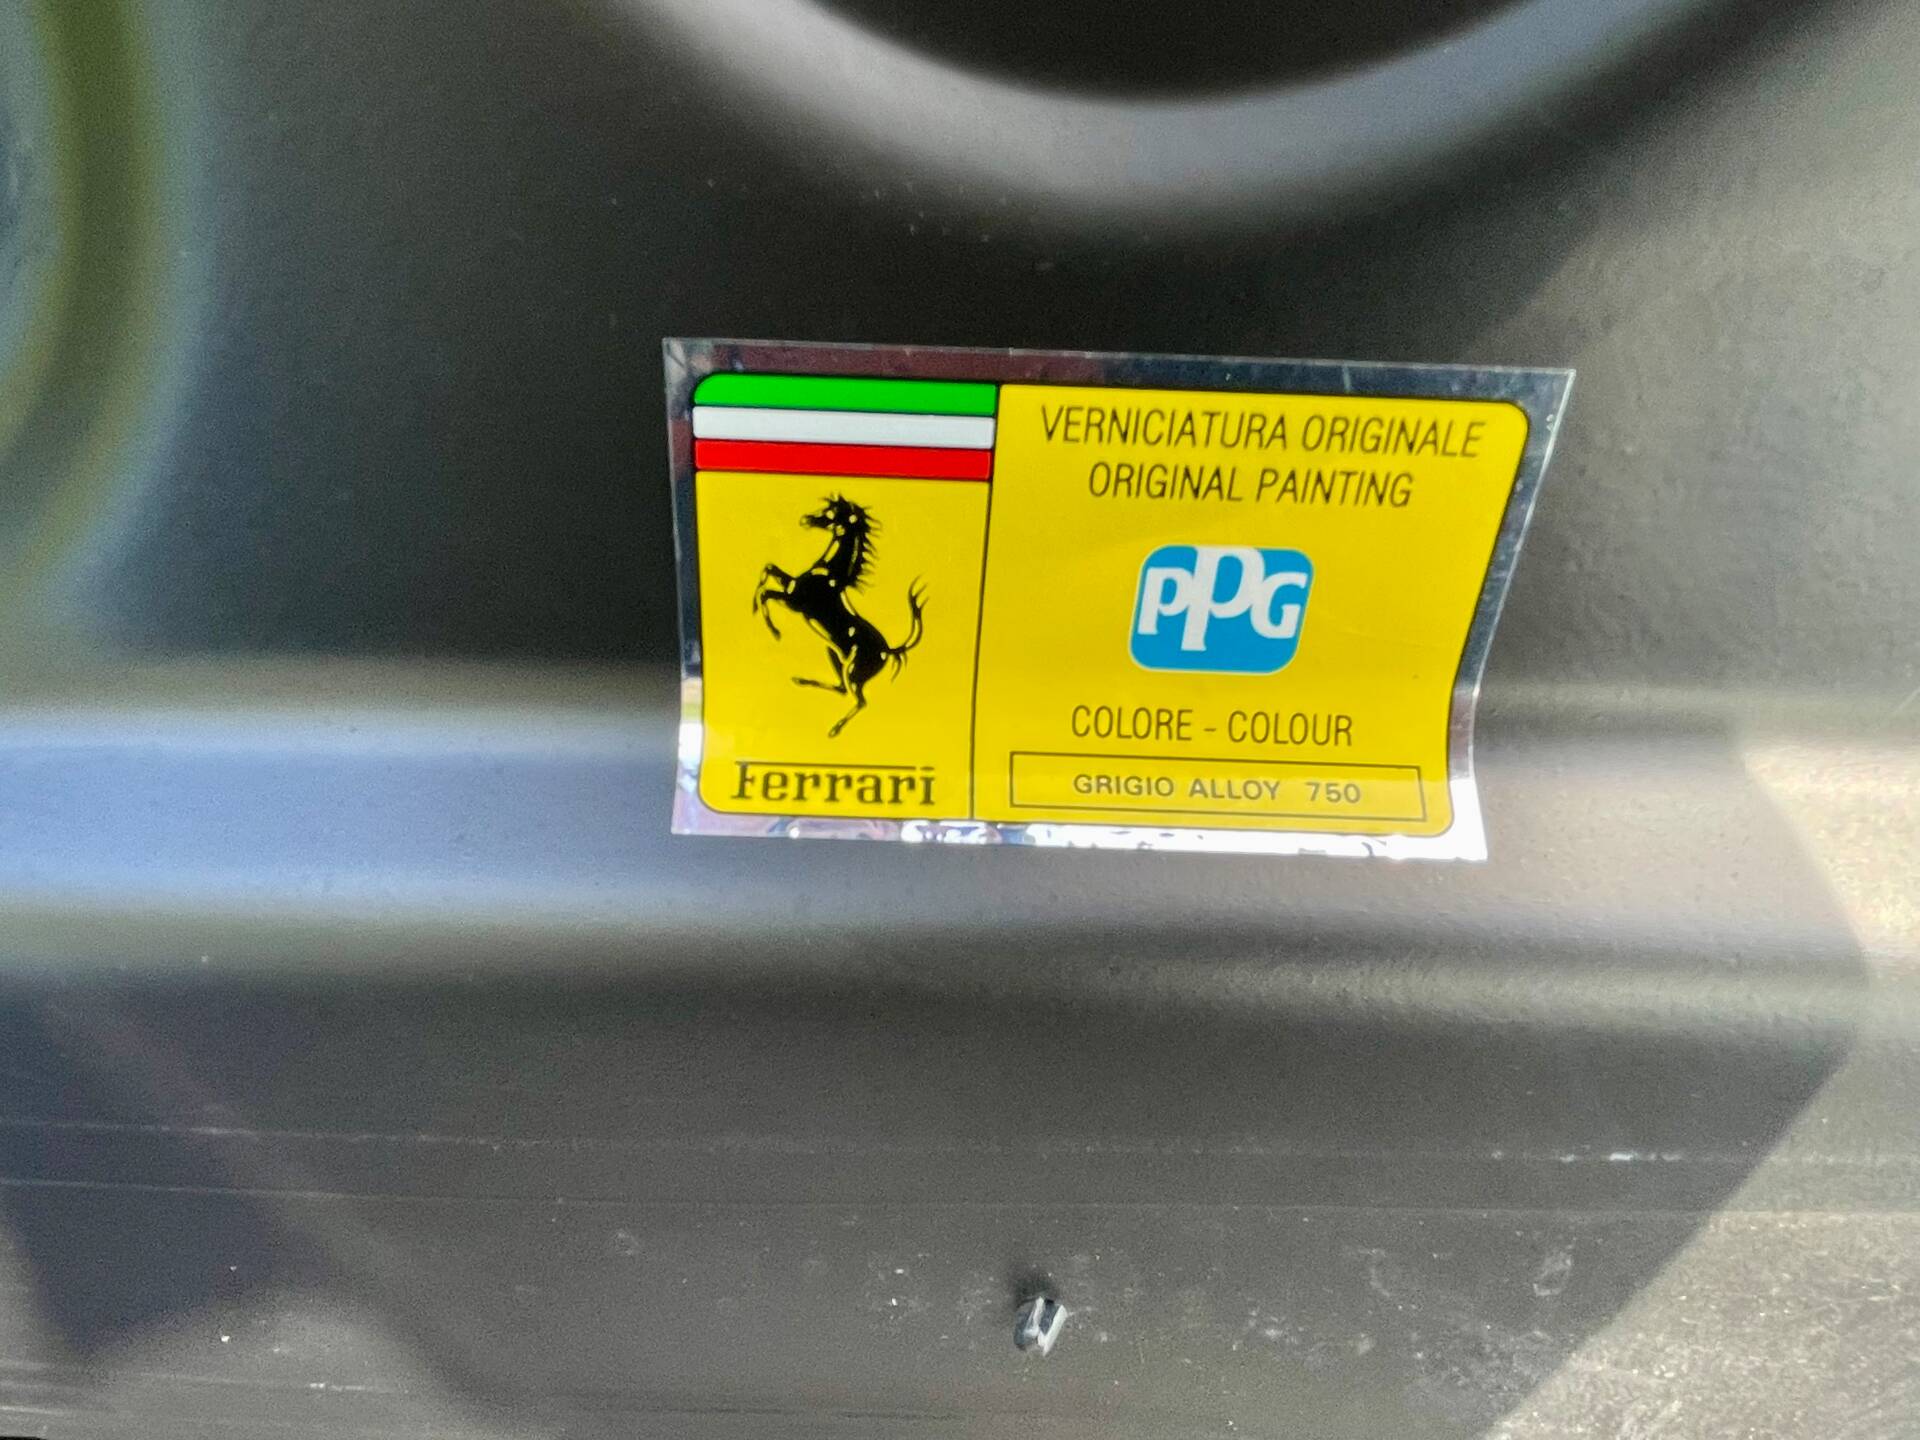 VERNICIATURA ORIGINALE
ORIGINAL PAINTING
PPG
COLORE - COLOUR
GRIGIO ALLOY 750
Ferrari